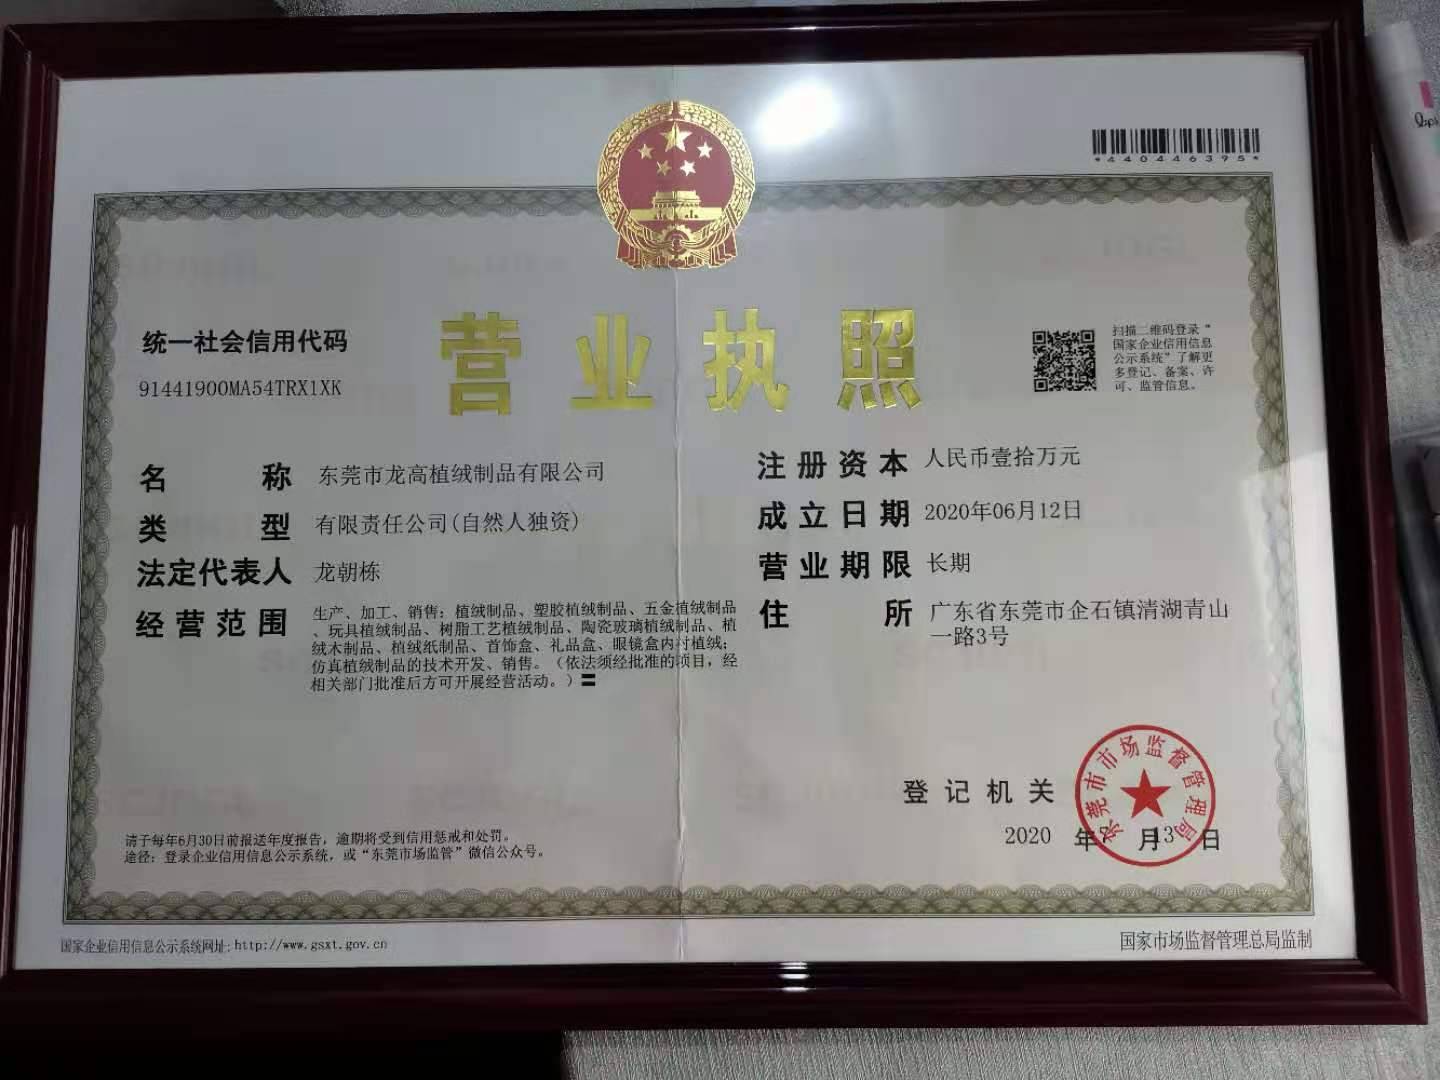 *440446395*
统一社会信用代码
91441900MA54TRX1XK
营业执照
扫描二维码登录“
国家企业信用信息
公示系统”了解更
多登记、备案、许
可、监管信息。
名 称 东莞市龙高植绒制品有限公司
类 型 有限责任公司(自然人独资)
法定代表人 龙朝栋
经营范围 生产、加工、销售:植绒制品、塑胶植绒制品、五金植绒制品
、玩具植绒制品、树脂工艺植绒制品、陶瓷玻璃植绒制品、植
绒木制品、植绒纸制品、首饰盒、礼品盒、眼镜盒内衬植绒;
仿真植绒制品的技术开发、销售。(依法须经批准的项目,经
相关部门批准后方可开展经营活动。)〓
注册资本 人民币壹拾万元
成立日期 2020年06月12日
营业期限 长期
住 所 广东省东莞市企石镇清湖青山
一路3号
登记机关
东莞市市场监督管理局
2020 年 月 13 日
请于每年6月30日前报送年度报告,逾期将受到信用惩戒和处罚。
途径:登录企业信用信息公示系统,或“东莞市场监管”微信公众号。
国家企业信用信息公示系统网址:http://www.gsxt.gov.cn
国家市场监督管理总局监制